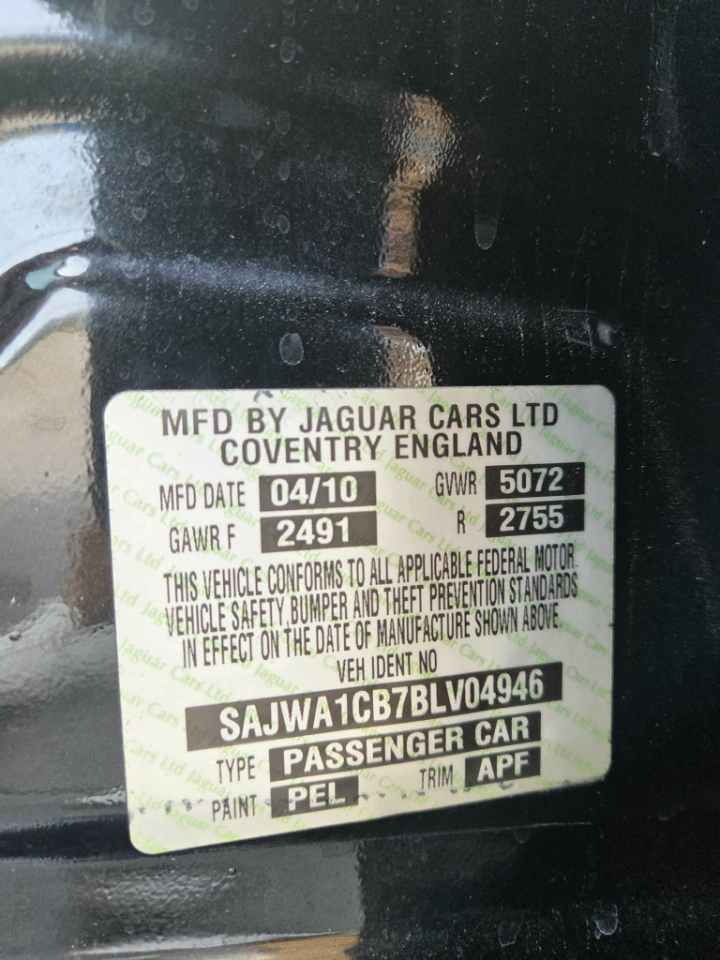 MFD BY JAGUAR CARS LTD
COVENTRY ENGLAND
MFD DATE 04/10 GVWR 5072
GAWR F 2491 R 2755
THIS VEHICLE CONFORMS TO ALL APPLICABLE FEDERAL MOTOR
VEHICLE SAFETY, BUMPER AND THEFT PREVENTION STANDARDS
IN EFFECT ON THE DATE OF MANUFACTURE SHOWN ABOVE
VEH IDENT NO
SAJWA1CB7BLV04946
TYPE PASSENGER CAR
PAINT PEL TRIM APF